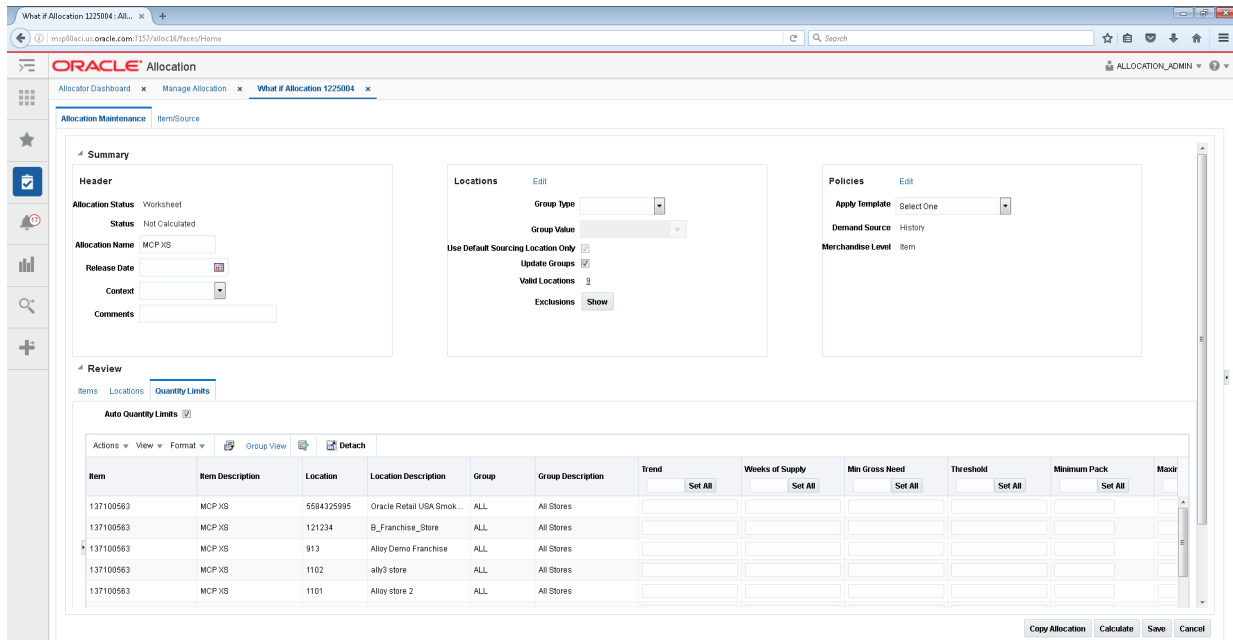 What if Allocation 1225004 : All...
msp00aci.us.oracle.com:7157/alloc16/faces/Home
Search
ORACLE Allocation
ALLOCATION_ADMIN
Allocator Dashboard
Manage Allocation
What if Allocation 1225004
17
Allocation Maintenance
Item/Source
Summary
Header
Allocation Status Worksheet
Status Not Calculated
Allocation Name MCP XS
Release Date
Context
Comments
Locations Edit
Group Type
Group Value
Use Default Sourcing Location Only
Update Groups
Valid Locations 9
Exclusions Show
Policies Edit
Apply Template Select One
Demand Source History
Merchandise Level Item
Review
Items Locations Quantity Limits
Auto Quantity Limits
Actions View Format Group View Detach
Item Item Description Location Location Description Group Group Description Trend Set All Weeks of Supply Set All Min Gross Need Set All Threshold Set All Minimum Pack Set All
137100563 MCP XS 5584325995 Oracle Retail USA Smok... ALL All Stores
137100563 MCP XS 121234 B_Franchise_Store ALL All Stores
137100563 MCP XS 913 Alloy Demo Franchise ALL All Stores
137100563 MCP XS 1102 ally3 store ALL All Stores
137100563 MCP XS 1101 Alloy store 2 ALL All Stores
Copy Allocation Calculate Save Cancel